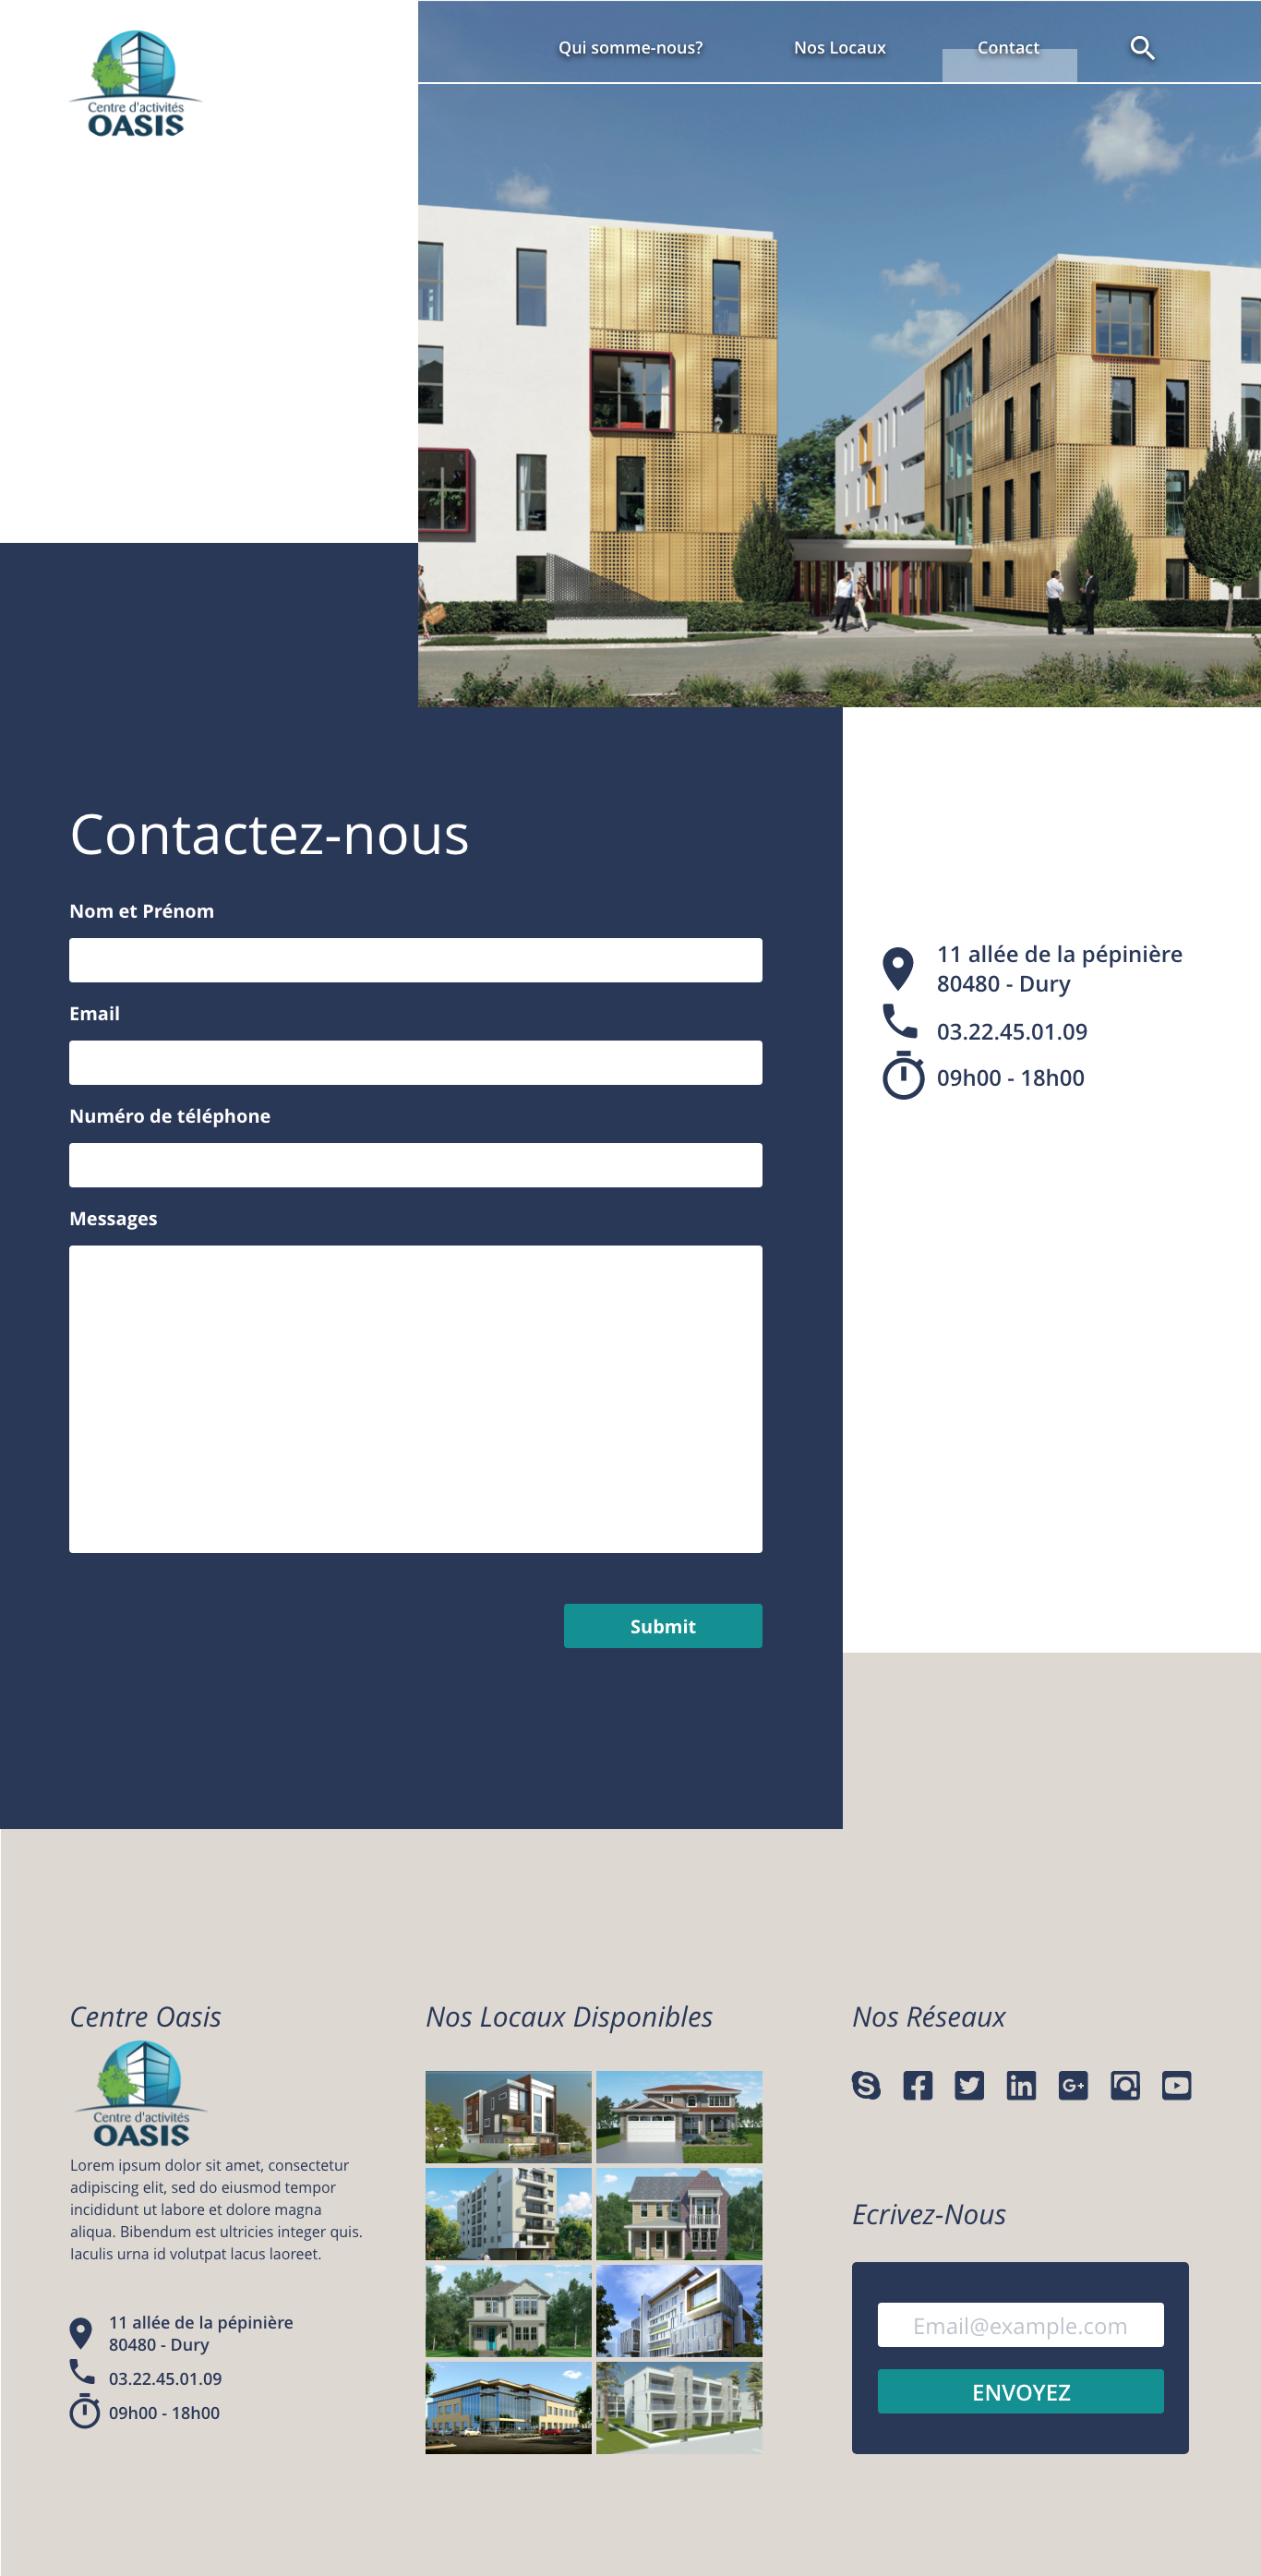 Centre d'activités
OASIS
Qui somme-nous?
Nos Locaux
Contact
Contactez-nous
Nom et Prénom
Email
Numéro de téléphone
Messages
Submit
11 allée de la pépinière
80480 - Dury
03.22.45.01.09
09h00 - 18h00
Centre Oasis
Centre d'activités
OASIS
Lorem ipsum dolor sit amet, consectetur
adipiscing elit, sed do eiusmod tempor
incididunt ut labore et dolore magna
aliqua. Bibendum est ultricies integer quis.
Iaculis urna id volutpat lacus laoreet.
11 allée de la pépinière
80480 - Dury
03.22.45.01.09
09h00 - 18h00
Nos Locaux Disponibles
Nos Réseaux
Ecrivez-Nous
Email@example.com
ENVOYEZ